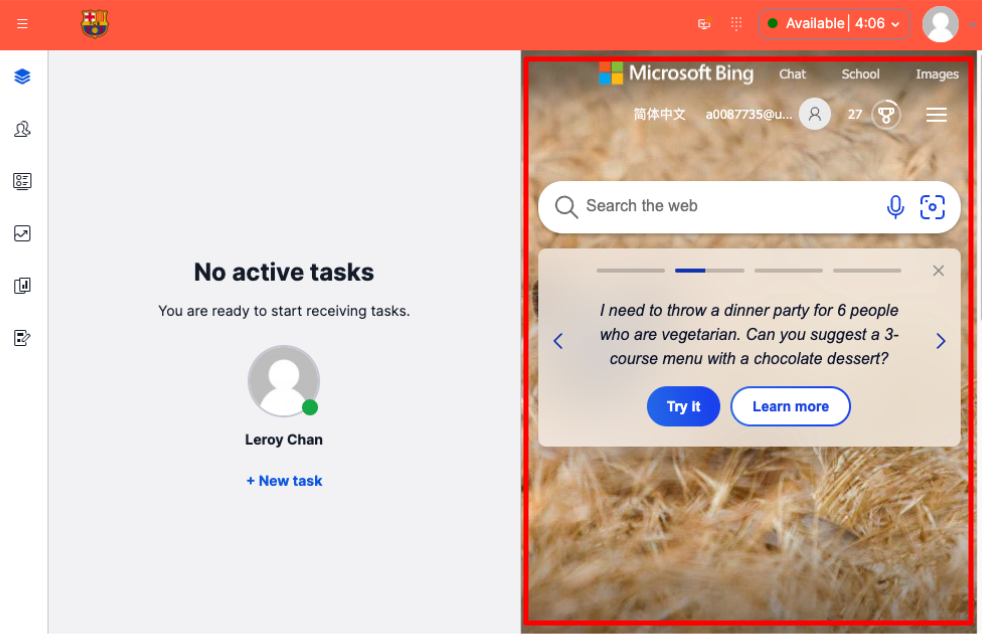 Available | 4:06
No active tasks
You are ready to start receiving tasks.
Leroy Chan
+ New task
Microsoft Bing Chat School Images
简体中文 a0087735@u... 27
Search the web
I need to throw a dinner party for 6 people
who are vegetarian. Can you suggest a 3-
course menu with a chocolate dessert?
Try it Learn more